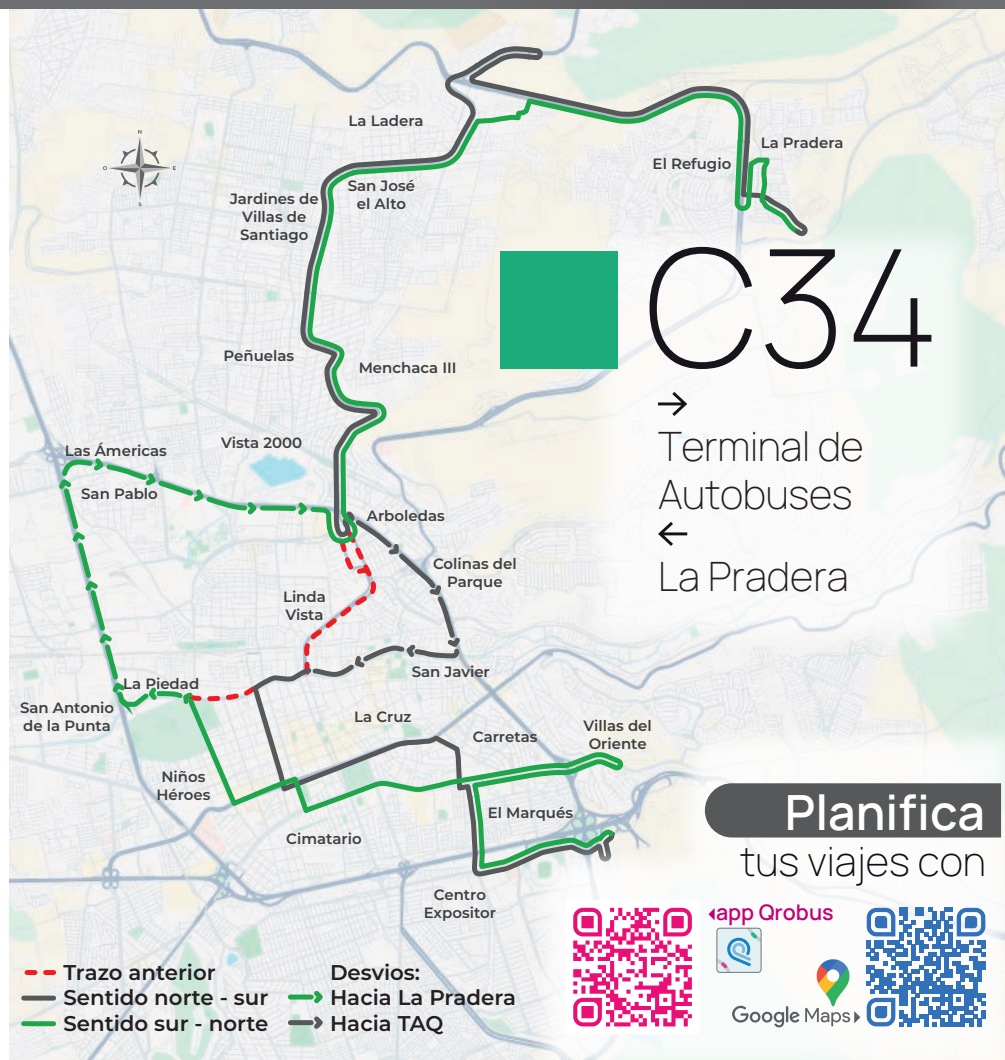 N
O
E
S
La Ladera
La Pradera
El Refugio
San José
el Alto
Jardines de
Villas de
Santiago
C34
Peñuelas
Menchaca III
→
Terminal de
Autobuses
←
La Pradera
Vista 2000
Las Ámericas
San Pablo
Arboledas
Colinas del
Parque
Linda
Vista
San Javier
La Piedad
San Antonio
de la Punta
La Cruz
Carretas
Villas del
Oriente
Niños
Héroes
El Marqués
Cimatario
Centro
Expositor
Planifica
tus viajes con
app Qrobus
Google Maps
Trazo anterior
Sentido norte - sur
Sentido sur - norte
Desvios:
Hacia La Pradera
Hacia TAQ